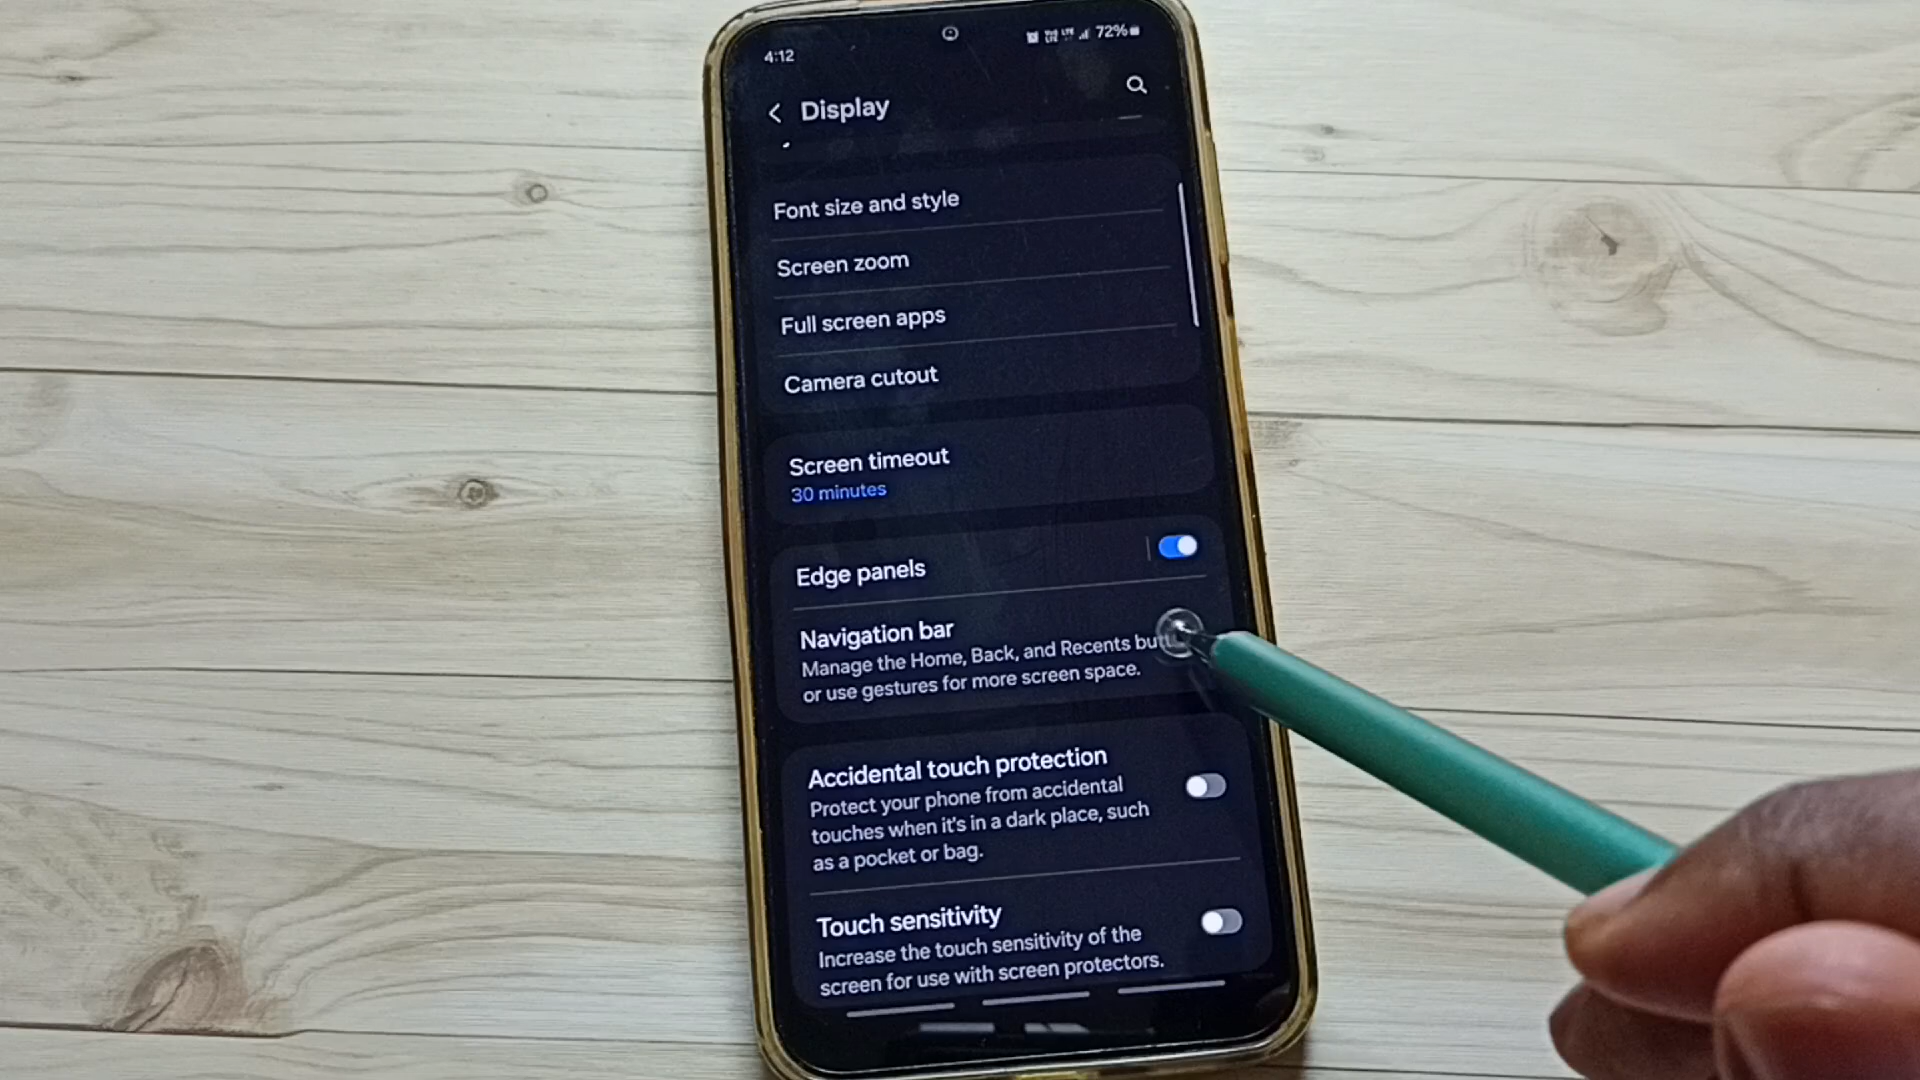 4:12
72%
Display
Font size and style
Screen zoom
Full screen apps
Camera cutout
Screen timeout
30 minutes
Edge panels
Navigation bar
Manage the Home, Back, and Recents but
or use gestures for more screen space.
Accidental touch protection
Protect your phone from accidental
touches when it's in a dark place, such
as a pocket or bag.
Touch sensitivity
Increase the touch sensitivity of the
screen for use with screen protectors.